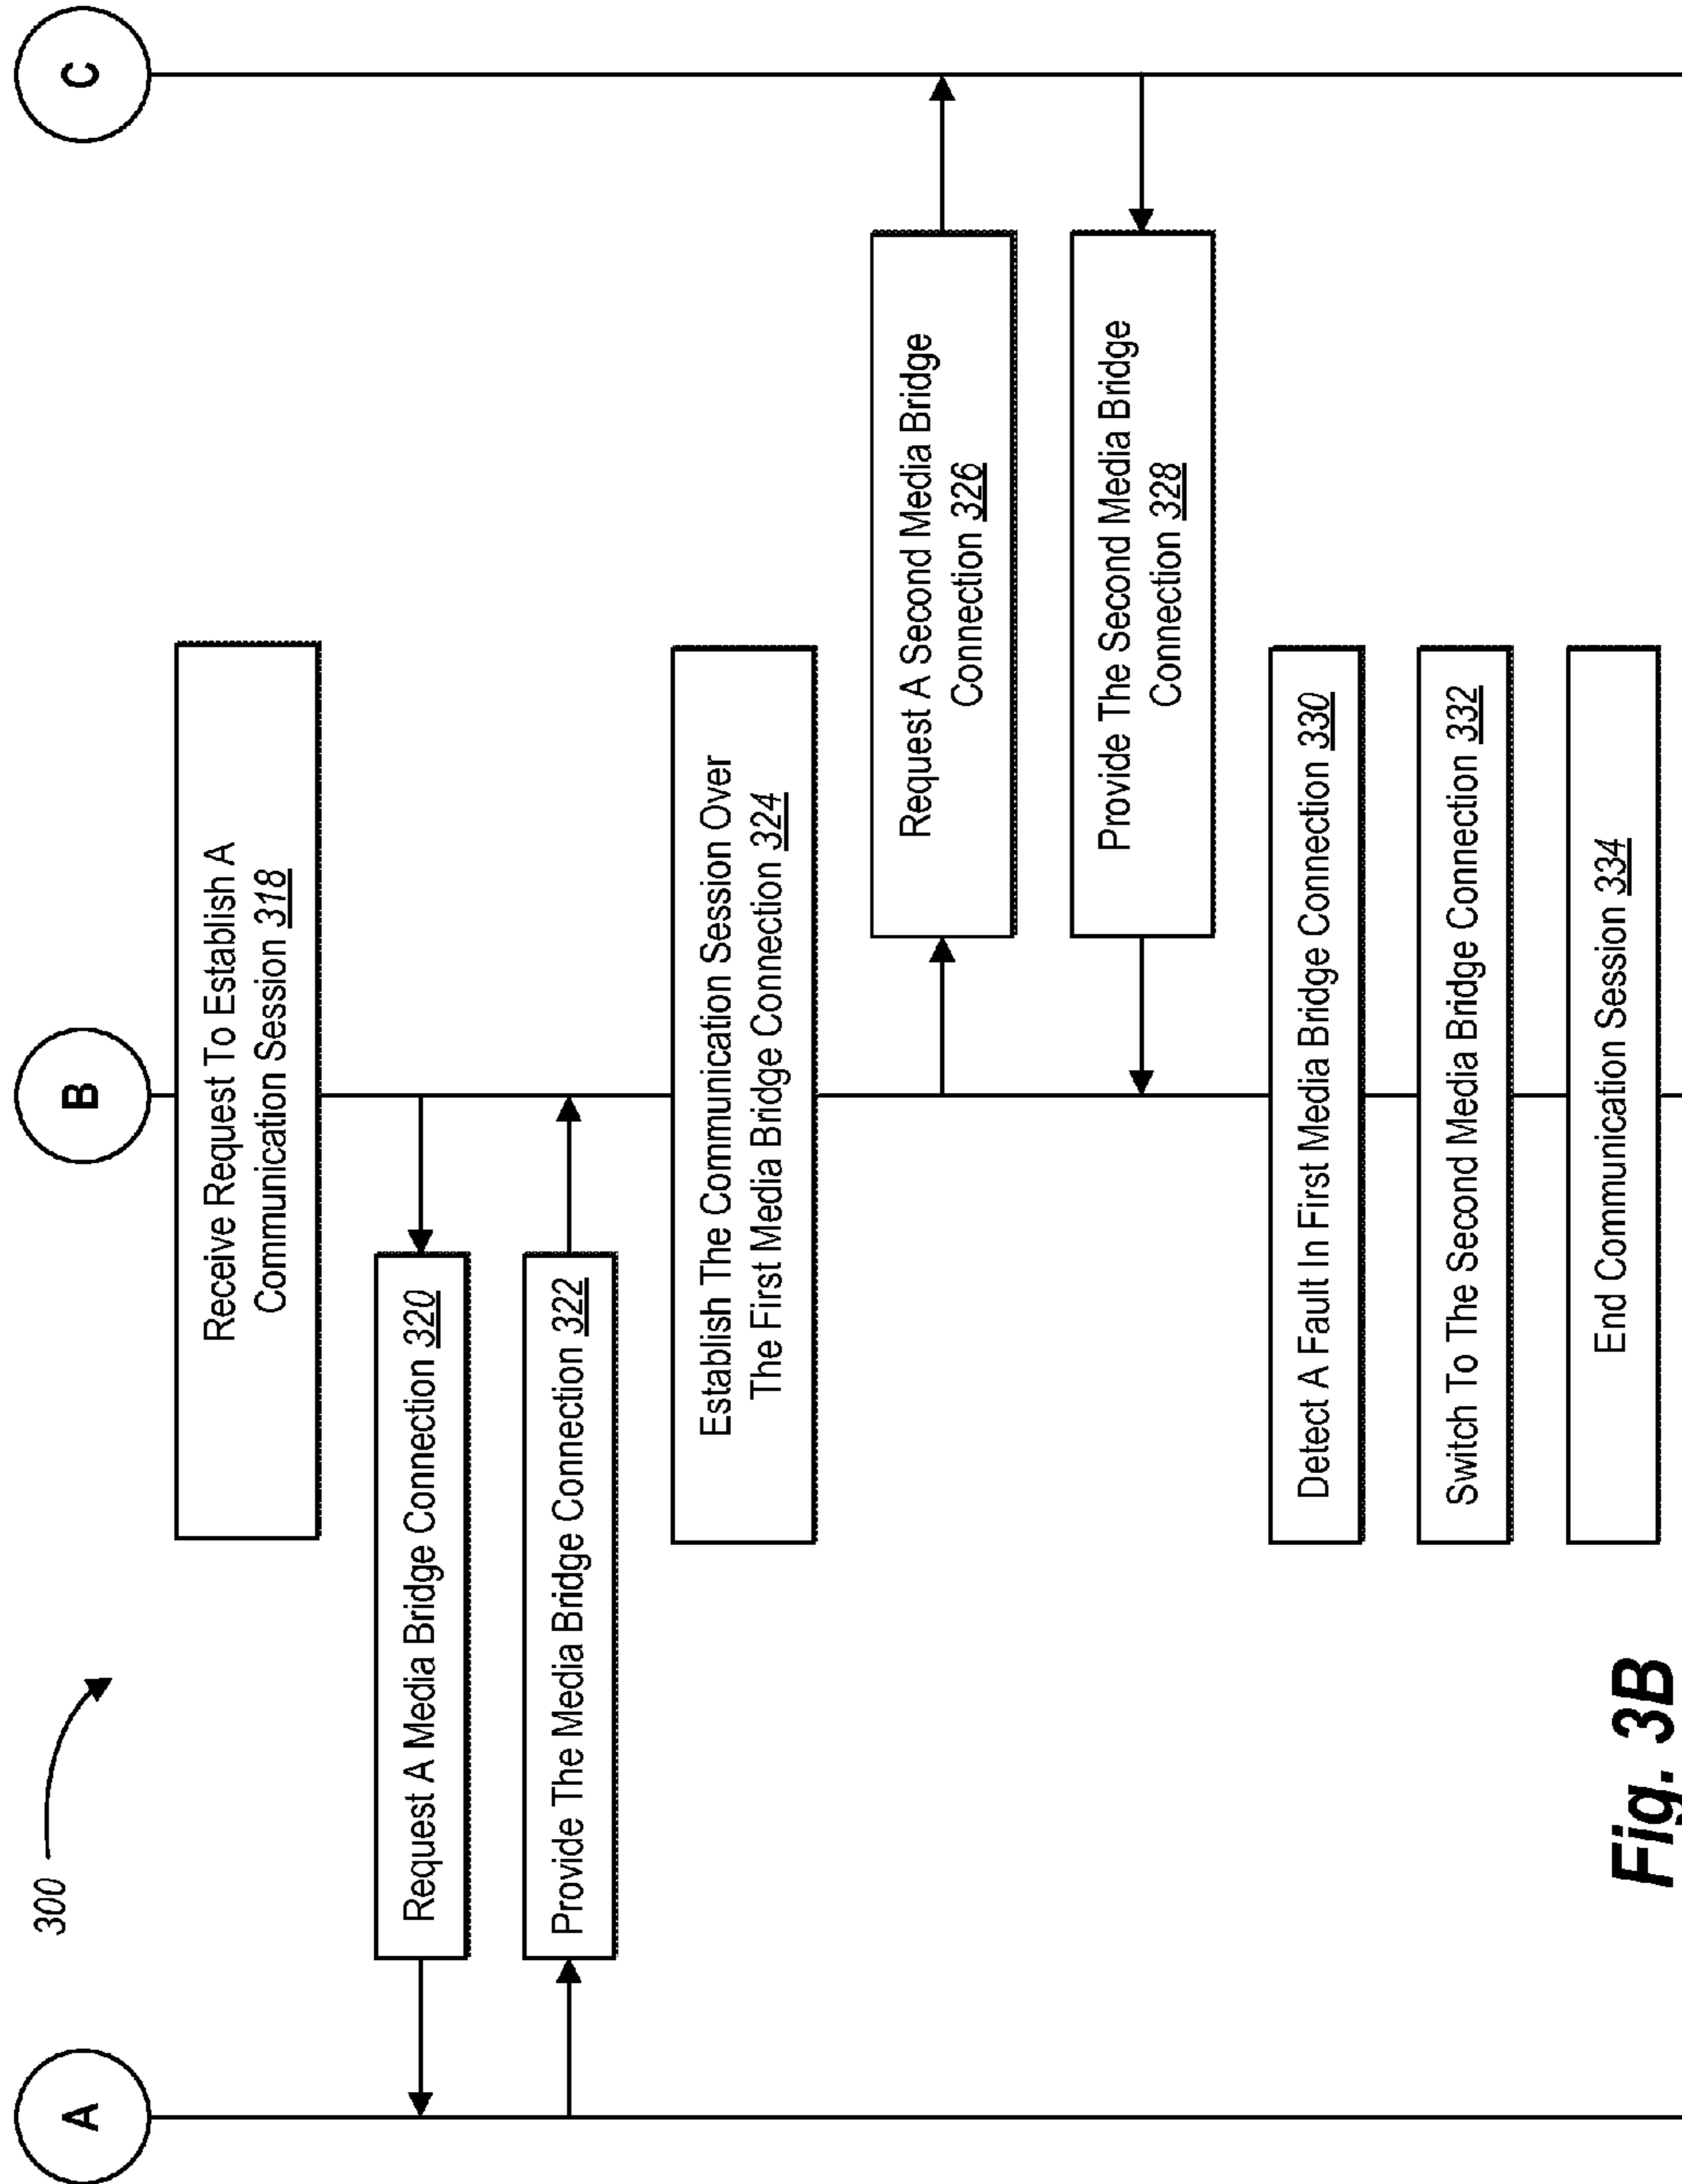 300
A
B
C
Receive Request To Establish A
Communication Session 318
Request A Media Bridge Connection 320
Provide The Media Bridge Connection 322
Establish The Communication Session Over
The First Media Bridge Connection 324
Request A Second Media Bridge
Connection 326
Provide The Second Media Bridge
Connection 328
Detect A Fault In First Media Bridge Connection 330
Switch To The Second Media Bridge Connection 332
End Communication Session 334
Fig. 3B